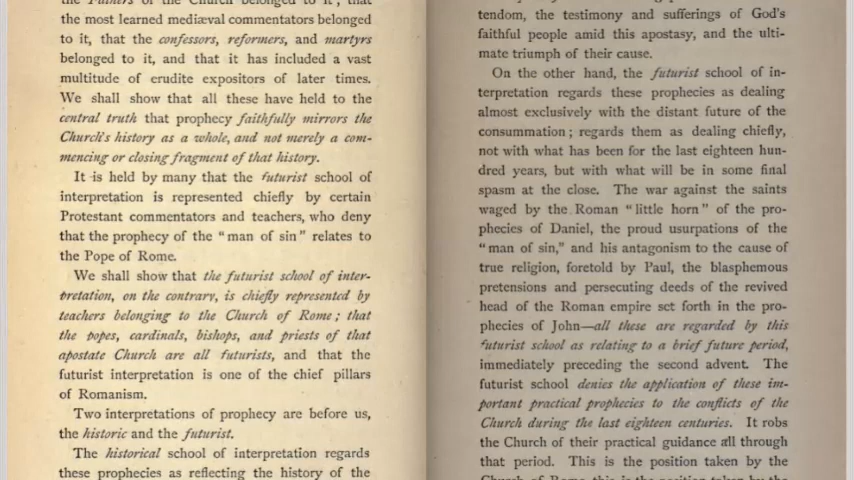 the Fathers of the Church belonged to it, that
the most learned mediæval commentators belonged
to it, that the confessors, reformers, and martyrs
belonged to it, and that it has included a vast
multitude of erudite expositors of later times.
We shall show that all these have held to the
central truth that prophecy faithfully mirrors the
Church's history as a whole, and not merely a com-
mencing or closing fragment of that history.
It is held by many that the futurist school of
interpretation is represented chiefly by certain
Protestant commentators and teachers, who deny
that the prophecy of the "man of sin" relates to
the Pope of Rome.
We shall show that the futurist school of inter-
pretation, on the contrary, is chiefly represented by
teachers belonging to the Church of Rome; that
the popes, cardinals, bishops, and priests of that
apostate Church are all futurists, and that the
futurist interpretation is one of the chief pillars
of Romanism.
Two interpretations of prophecy are before us,
the historic and the futurist.
The historical school of interpretation regards
these prophecies as reflecting the history of the
tendom, the testimony and sufferings of God's
faithful people amid this apostasy, and the ulti-
mate triumph of their cause.
On the other hand, the futurist school of in-
terpretation regards these prophecies as dealing
almost exclusively with the distant future of the
consummation; regards them as dealing chiefly,
not with what has been for the last eighteen hun-
dred years, but with what will be in some final
spasm at the close. The war against the saints
waged by the Roman "little horn" of the pro-
phecies of Daniel, the proud usurpations of the
"man of sin," and his antagonism to the cause of
true religion, foretold by Paul, the blasphemous
pretensions and persecuting deeds of the revived
head of the Roman empire set forth in the pro-
phecies of John—all these are regarded by this
futurist school as relating to a brief future period,
immediately preceding the second advent. The
futurist school denies the application of these im-
portant practical prophecies to the conflicts of the
Church during the last eighteen centuries. It robs
the Church of their practical guidance all through
that period. This is the position taken by the
Church of Rome, this is the position taken by the